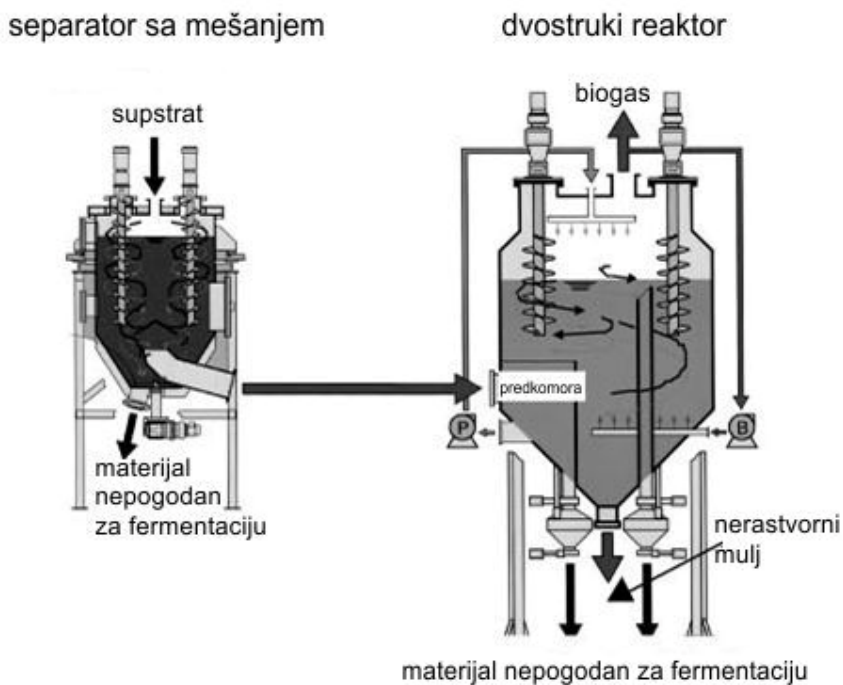 separator sa mešanjem
dvostruki reaktor
supstrat
biogas
predkomora
P
B
materijal
nepogodan
za fermentaciju
nerastvorni
mulj
materijal nepogodan za fermentaciju